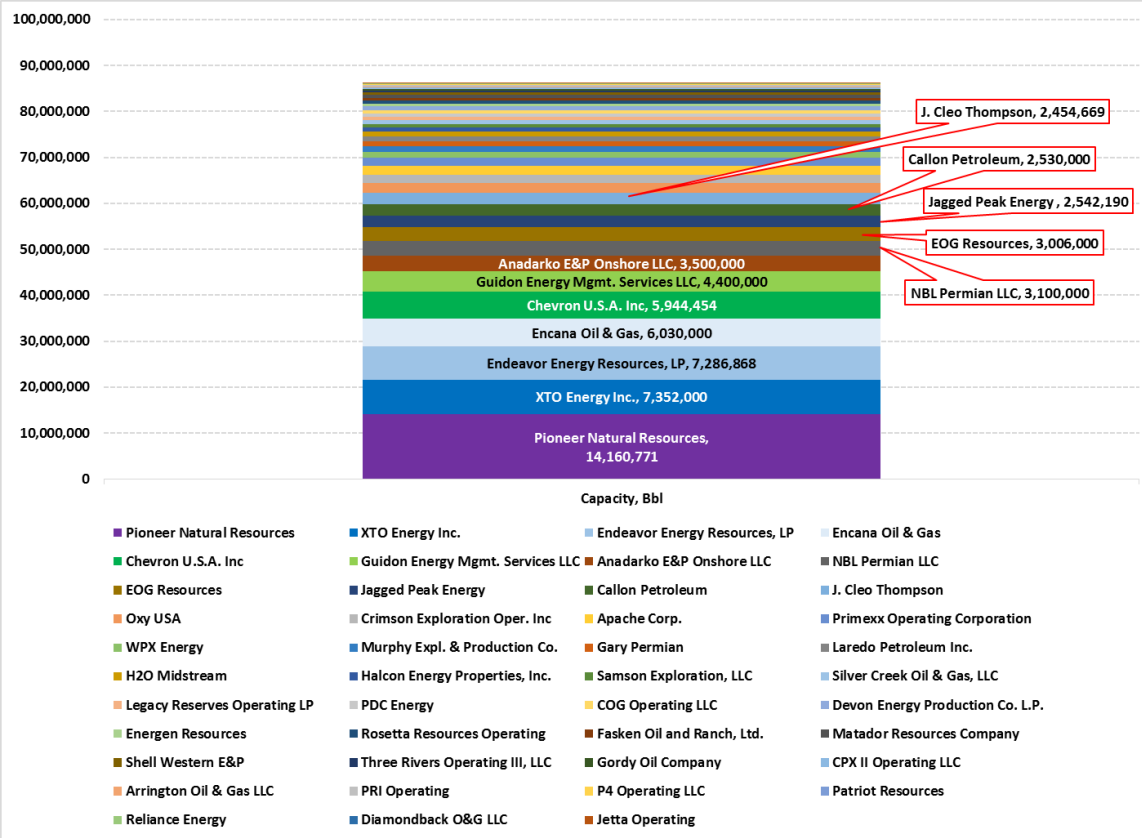 100,000,000
90,000,000
80,000,000
70,000,000
60,000,000
50,000,000
40,000,000
30,000,000
20,000,000
10,000,000
0
J. Cleo Thompson, 2,454,669
Callon Petroleum, 2,530,000
Jagged Peak Energy , 2,542,190
EOG Resources, 3,006,000
NBL Permian LLC, 3,100,000
Anadarko E&P Onshore LLC, 3,500,000
Guidon Energy Mgmt. Services LLC, 4,400,000
Chevron U.S.A. Inc, 5,944,454
Encana Oil & Gas, 6,030,000
Endeavor Energy Resources, LP, 7,286,868
XTO Energy Inc., 7,352,000
Pioneer Natural Resources,
14,160,771
Capacity, Bbl
Pioneer Natural Resources XTO Energy Inc. Endeavor Energy Resources, LP Encana Oil & Gas
Chevron U.S.A. Inc Guidon Energy Mgmt. Services LLC Anadarko E&P Onshore LLC NBL Permian LLC
EOG Resources Jagged Peak Energy Callon Petroleum J. Cleo Thompson
Oxy USA Crimson Exploration Oper. Inc Apache Corp. Primexx Operating Corporation
WPX Energy Murphy Expl. & Production Co. Gary Permian Laredo Petroleum Inc.
H2O Midstream Halcon Energy Properties, Inc. Samson Exploration, LLC Silver Creek Oil & Gas, LLC
Legacy Reserves Operating LP PDC Energy COG Operating LLC Devon Energy Production Co. L.P.
Energen Resources Rosetta Resources Operating Fasken Oil and Ranch, Ltd. Matador Resources Company
Shell Western E&P Three Rivers Operating III, LLC Gordy Oil Company CPX II Operating LLC
Arrington Oil & Gas LLC PRI Operating P4 Operating LLC Patriot Resources
Reliance Energy Diamondback O&G LLC Jetta Operating